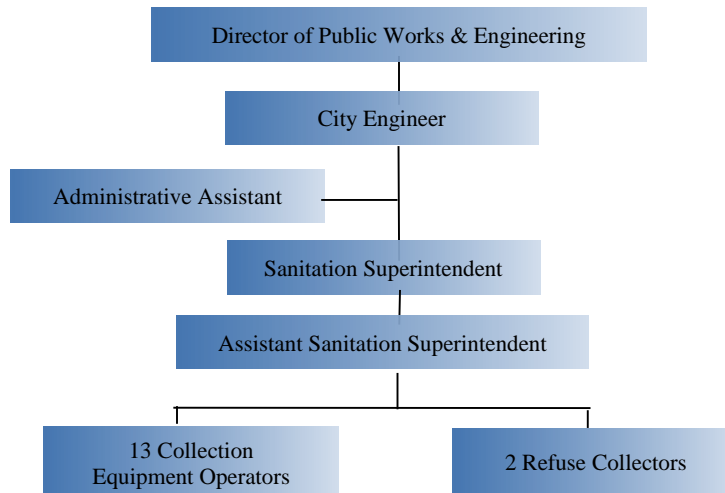 Director of Public Works & Engineering
City Engineer
Administrative Assistant
Sanitation Superintendent
Assistant Sanitation Superintendent
13 Collection
Equipment Operators
2 Refuse Collectors